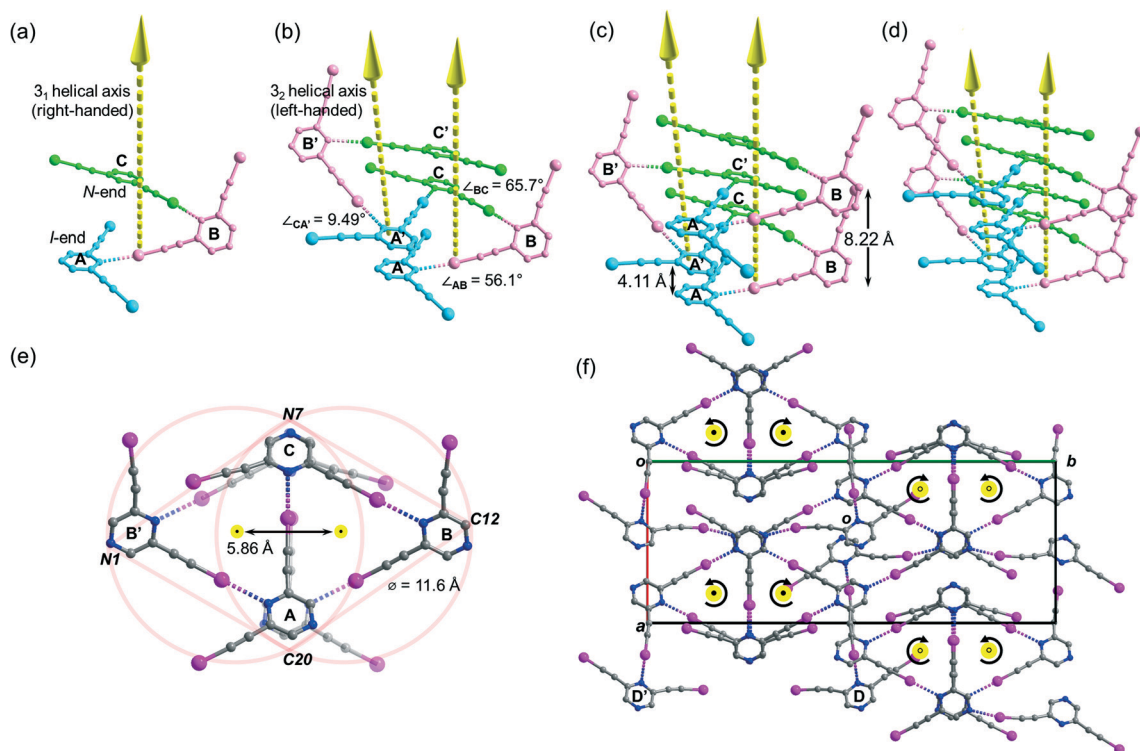 (a)
3₁ helical axis
(right-handed)
C
N-end
I-end
A
B
(b)
3₂ helical axis
(left-handed)
B'
C'
C
∠BC = 65.7°
∠CA' = 9.49°
A'
A
B
∠AB = 56.1°
(c)
B'
C'
C
B
A
8.22 Å
A'
B
4.11 Å
A
(d)
(e)
N7
C
B'
N1
5.86 Å
B
C12
ø = 11.6 Å
A
C20
(f)
o
b
o
a
D'
D